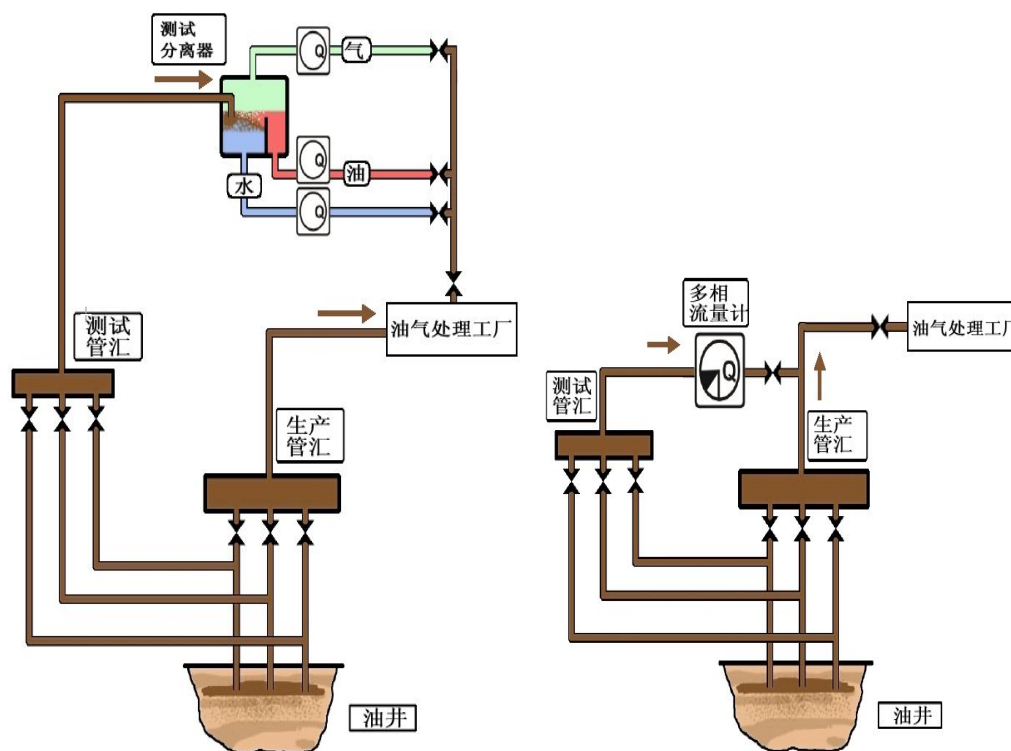 测试
分离器
Q
气
Q
油
水
Q
测试
管汇
油气处理工厂
生产
管汇
油井
多相
流量计
Q
油气处理工厂
测试
管汇
生产
管汇
油井